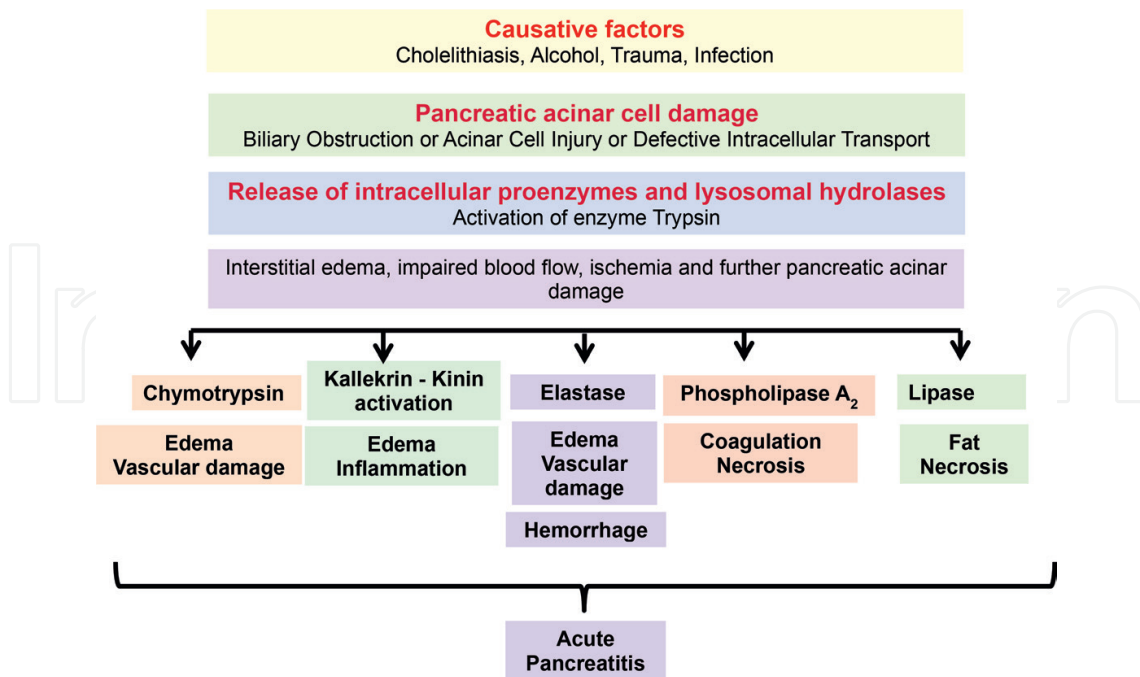 Causative factors
Cholelithiasis, Alcohol, Trauma, Infection
Pancreatic acinar cell damage
Biliary Obstruction or Acinar Cell Injury or Defective Intracellular Transport
Release of intracellular proenzymes and lysosomal hydrolases
Activation of enzyme Trypsin
Interstitial edema, impaired blood flow, ischemia and further pancreatic acinar
damage
Chymotrypsin
Edema
Vascular damage
Kallekrin - Kinin
activation
Edema
Inflammation
Elastase
Edema
Vascular
damage
Hemorrhage
Phospholipase A₂
Coagulation
Necrosis
Lipase
Fat
Necrosis
Acute
Pancreatitis